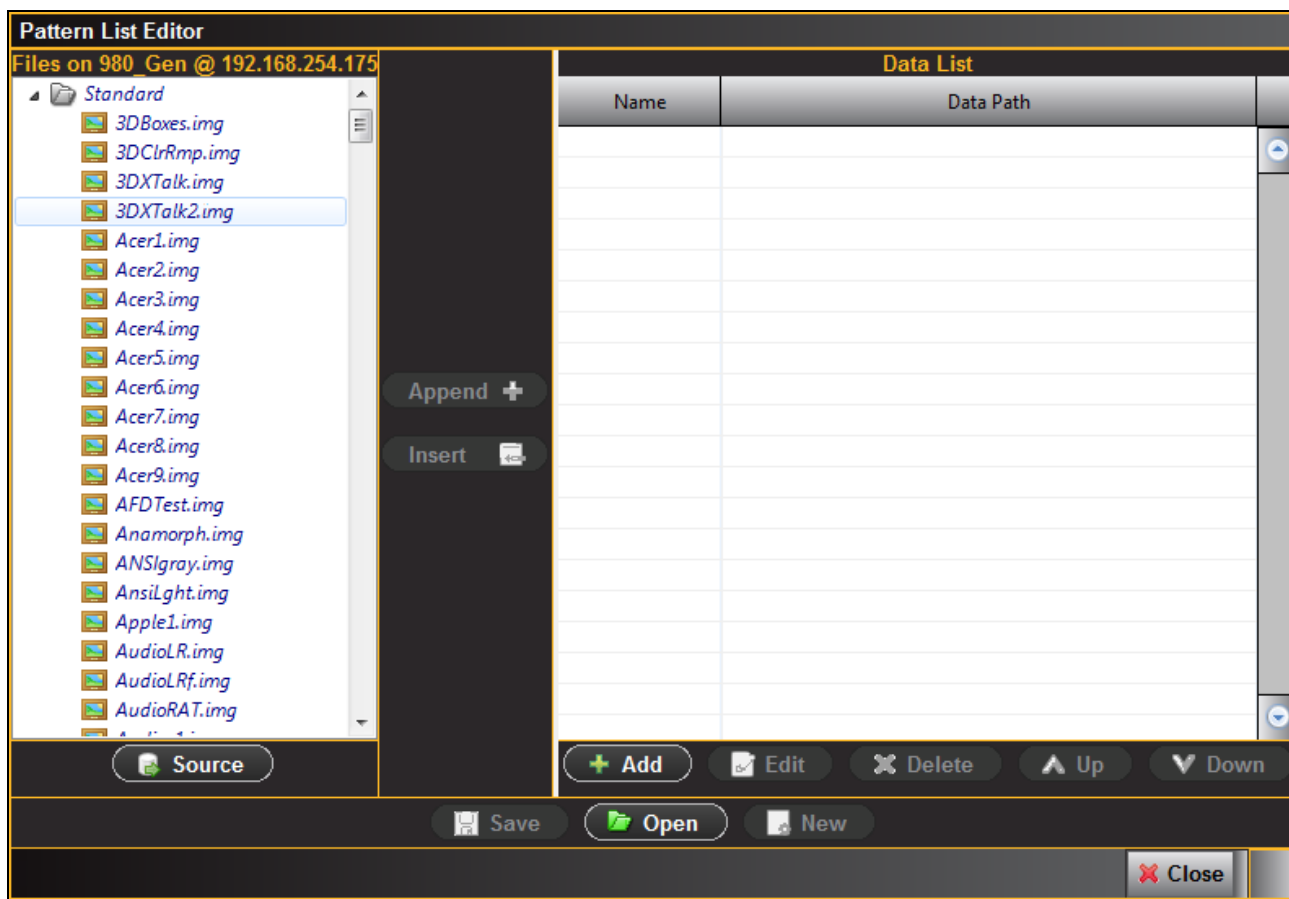 Pattern List Editor
Files on 980_Gen @ 192.168.254.175
Data List
Name
Data Path
Standard
3DBoxes.img
3DClrRmp.img
3DXTalk.img
3DXTalk2.img
Acer1.img
Acer2.img
Acer3.img
Acer4.img
Acer5.img
Acer6.img
Acer7.img
Acer8.img
Acer9.img
AFDTest.img
Anamorph.img
ANSIgray.img
AnsiLght.img
Apple1.img
AudioLR.img
AudioLRf.img
AudioRAT.img
Append
Insert
Source
Add
Edit
Delete
Up
Down
Save
Open
New
Close